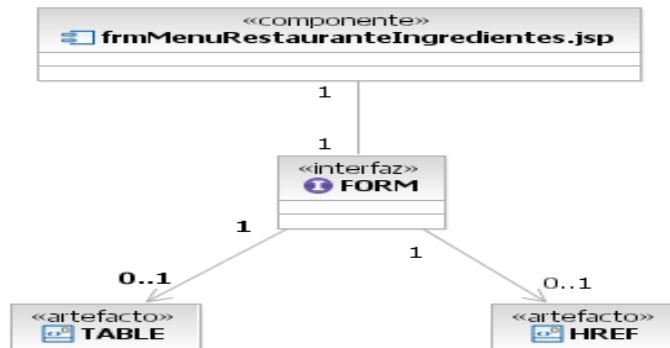 «componente»
frmMenuRestauranteIngredientes.jsp
1
1
«interfaz»
FORM
1
1
0..1
0..1
«artefacto»
TABLE
«artefacto»
HREF